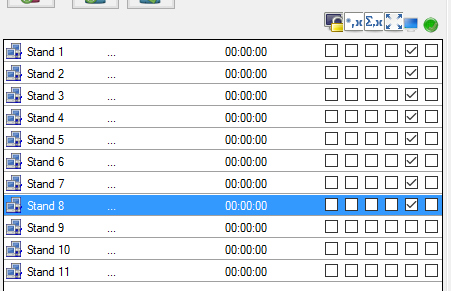 Stand 1 ... 00:00:00
Stand 2 ... 00:00:00
Stand 3 ... 00:00:00
Stand 4 ... 00:00:00
Stand 5 ... 00:00:00
Stand 6 ... 00:00:00
Stand 7 ... 00:00:00
Stand 8 ... 00:00:00
Stand 9 ... 00:00:00
Stand 10 ... 00:00:00
Stand 11 ... 00:00:00